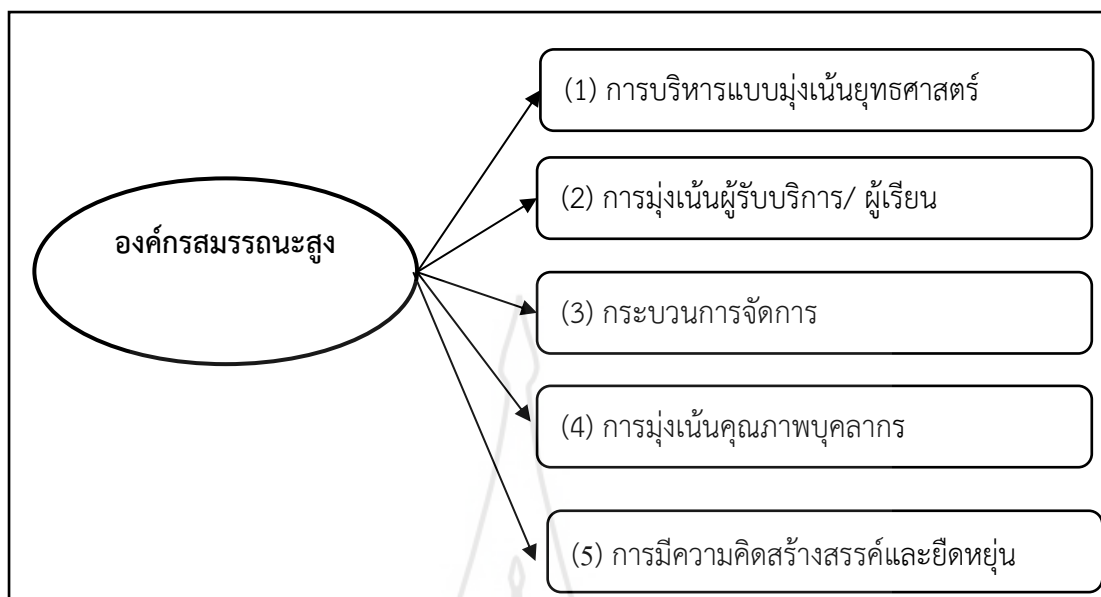 (1) การบริหารแบบมุ่งเน้นยุทธศาสตร์
(2) การมุ่งเน้นผู้รับบริการ/ ผู้เรียน
องค์กรสมรรถนะสูง
(3) กระบวนการจัดการ
(4) การมุ่งเน้นคุณภาพบุคลากร
(5) การมีความคิดสร้างสรรค์และยืดหยุ่น